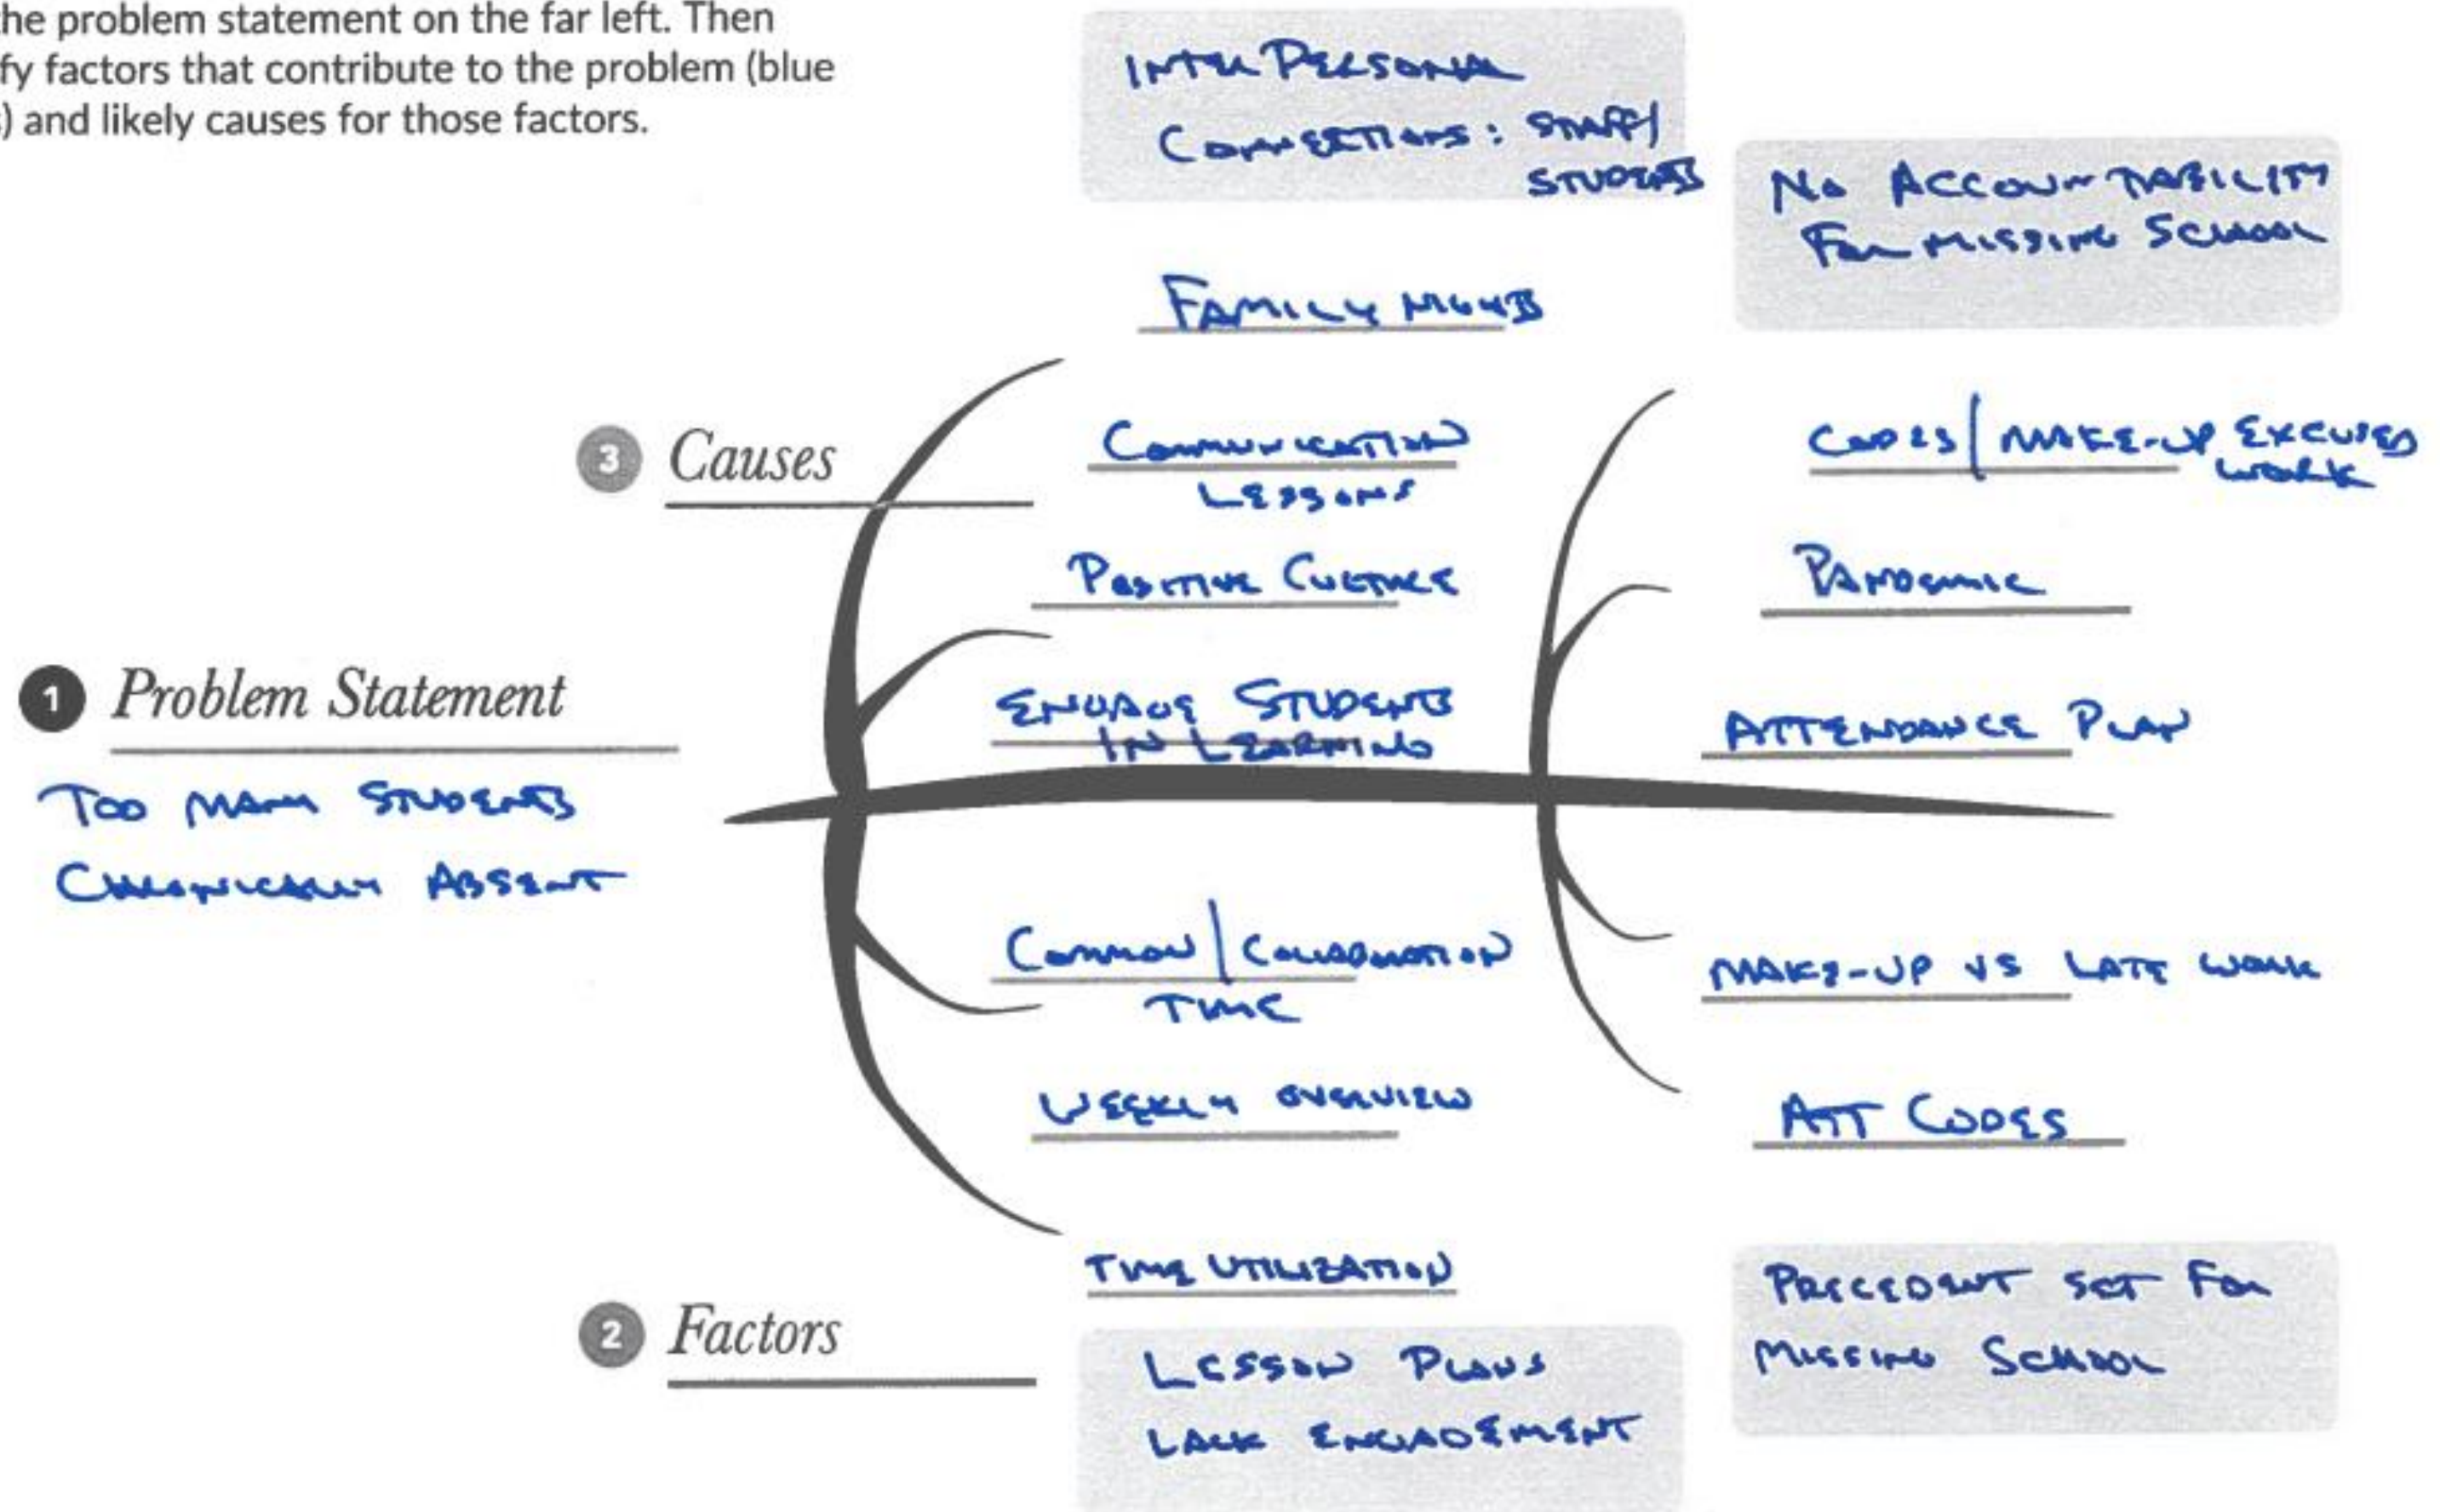 he problem statement on the far left. Then
fy factors that contribute to the problem (blue
) and likely causes for those factors.
INTER PERSONAL
CONNECTIONS: STAFF/
STUDENTS
NO ACCOUNTABILITY
FOR MISSING SCHOOL
FAMILY NIGHTS
3 Causes
COMMUNICATION
LESSONS
CODES/MAKE-UP EXCUSED
WORK
POSITIVE CULTURE
PANDEMIC
1 Problem Statement
TOO MANY STUDENTS
CHRONICALLY ABSENT
ENGAGE STUDENTS
IN LEARNING
ATTENDANCE PLAN
COMMON/COLLABORATION
TIME
MAKE-UP VS LATE WORK
WEEKLY OVERVIEW
ATT CODES
TIME UTILIZATION
2 Factors
LESSON PLANS
LACK ENGAGEMENT
PRECEDENT SET FOR
MISSING SCHOOL